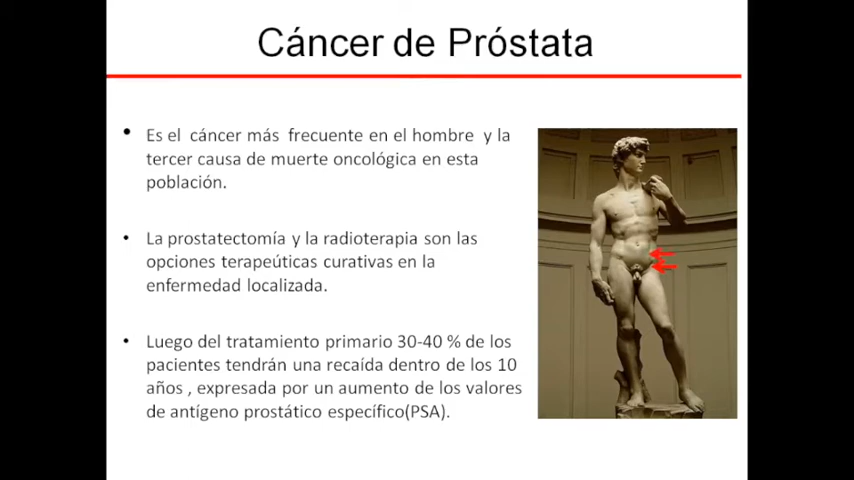 Cáncer de Próstata
• Es el cáncer más frecuente en el hombre y la
tercer causa de muerte oncológica en esta
población.
• La prostatectomía y la radioterapia son las
opciones terapeúticas curativas en la
enfermedad localizada.
• Luego del tratamiento primario 30-40 % de los
pacientes tendrán una recaída dentro de los 10
años , expresada por un aumento de los valores
de antígeno prostático específico(PSA).